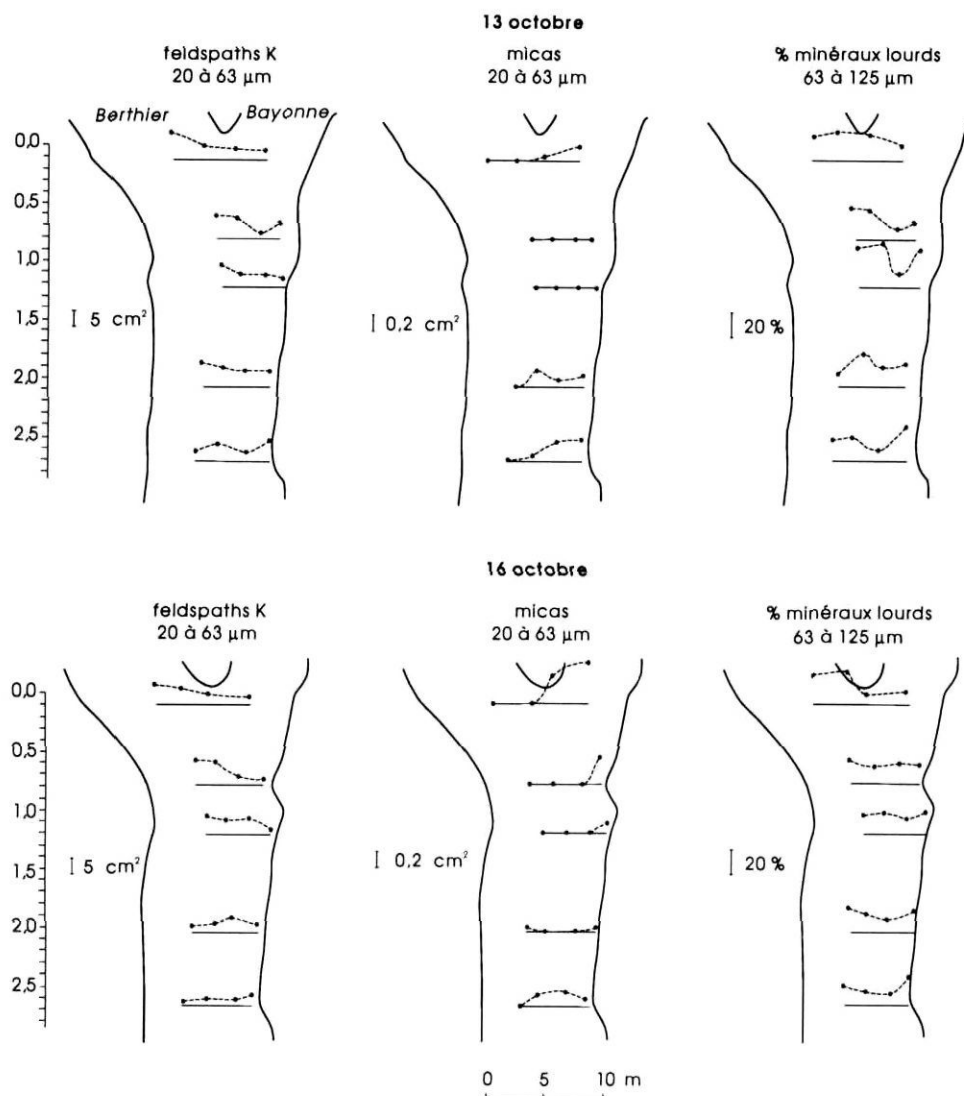 13 octobre
feldspaths K
20 à 63 µm
micas
20 à 63 µm
% minéraux lourds
63 à 125 µm
Berthier
Bayonne
0,0
0,5
1,0
1,5
2,0
2,5
5 cm²
0,2 cm²
20 %
16 octobre
feldspaths K
20 à 63 µm
micas
20 à 63 µm
% minéraux lourds
63 à 125 µm
0,0
0,5
1,0
1,5
2,0
2,5
5 cm²
0,2 cm²
20 %
0 5 10 m